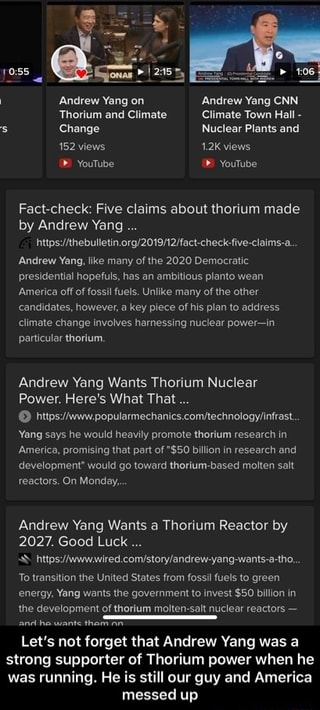 0:55
ONAB
2:15
1:06
Andrew Yang on
Thorium and Climate
Change
152 views
YouTube
Andrew Yang CNN
Climate Town Hall -
Nuclear Plants and
1.2K views
YouTube
rs
Fact-check: Five claims about thorium made
by Andrew Yang ...
https://thebulletin.org/2019/12/fact-check-five-claims-a...
Andrew Yang, like many of the 2020 Democratic
presidential hopefuls, has an ambitious planto wean
America off of fossil fuels. Unlike many of the other
candidates, however, a key piece of his plan to address
climate change involves harnessing nuclear power—in
particular thorium.
Andrew Yang Wants Thorium Nuclear
Power. Here's What That ...
https://www.popularmechanics.com/technology/infrast...
Yang says he would heavily promote thorium research in
America, promising that part of "$50 billion in research and
development" would go toward thorium-based molten salt
reactors. On Monday,...
Andrew Yang Wants a Thorium Reactor by
2027. Good Luck ...
https://www.wired.com/story/andrew-yang-wants-a-tho...
To transition the United States from fossil fuels to green
energy, Yang wants the government to invest $50 billion in
the development of thorium molten-salt nuclear reactors —
and he wants them on
Let's not forget that Andrew Yang was a
strong supporter of Thorium power when he
was running. He is still our guy and America
messed up